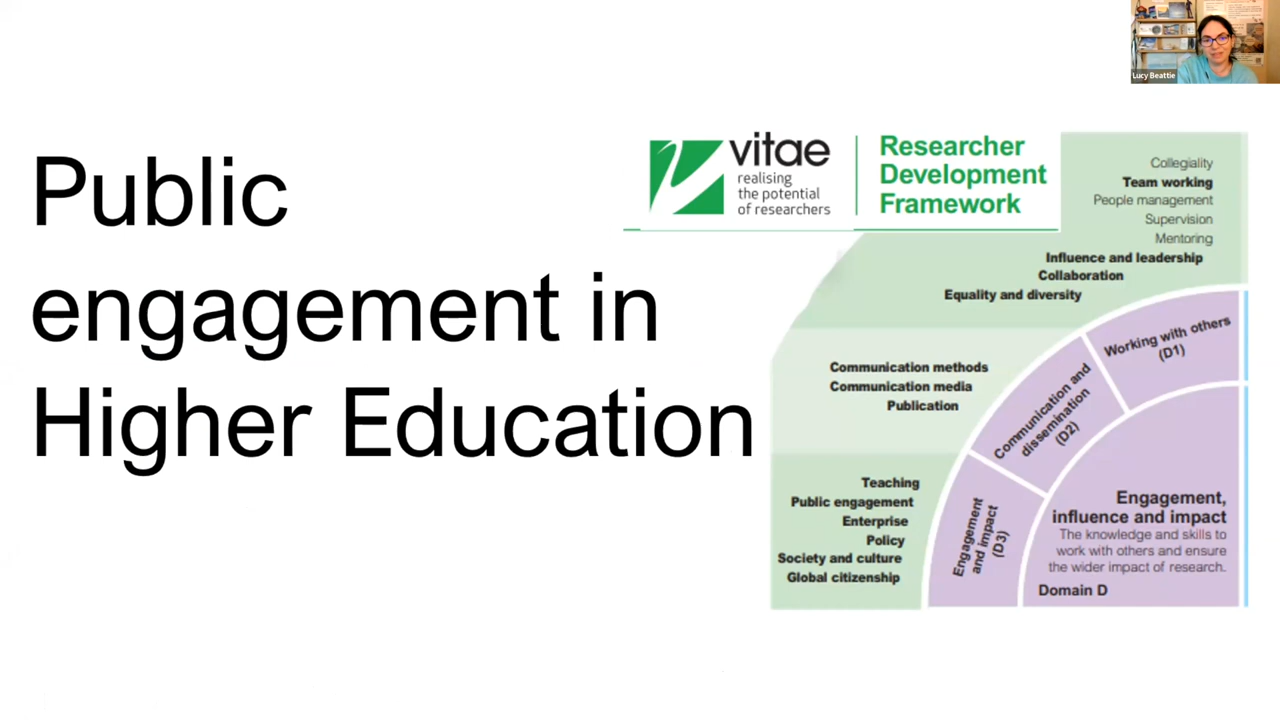 Public
engagement in
Higher Education
vitae
realising
the potential
of researchers
Researcher
Development
Framework
Collegiality
Team working
People management
Supervision
Mentoring
Influence and leadership
Collaboration
Equality and diversity
Working with others
(D1)
Communication methods
Communication media
Publication
Communication and
dissemination
(D2)
Teaching
Public engagement
Enterprise
Policy
Society and culture
Global citizenship
Engagement
and impact
(D3)
Engagement,
influence and impact
The knowledge and skills to
work with others and ensure
the wider impact of research.
Domain D
Lucy Beattie